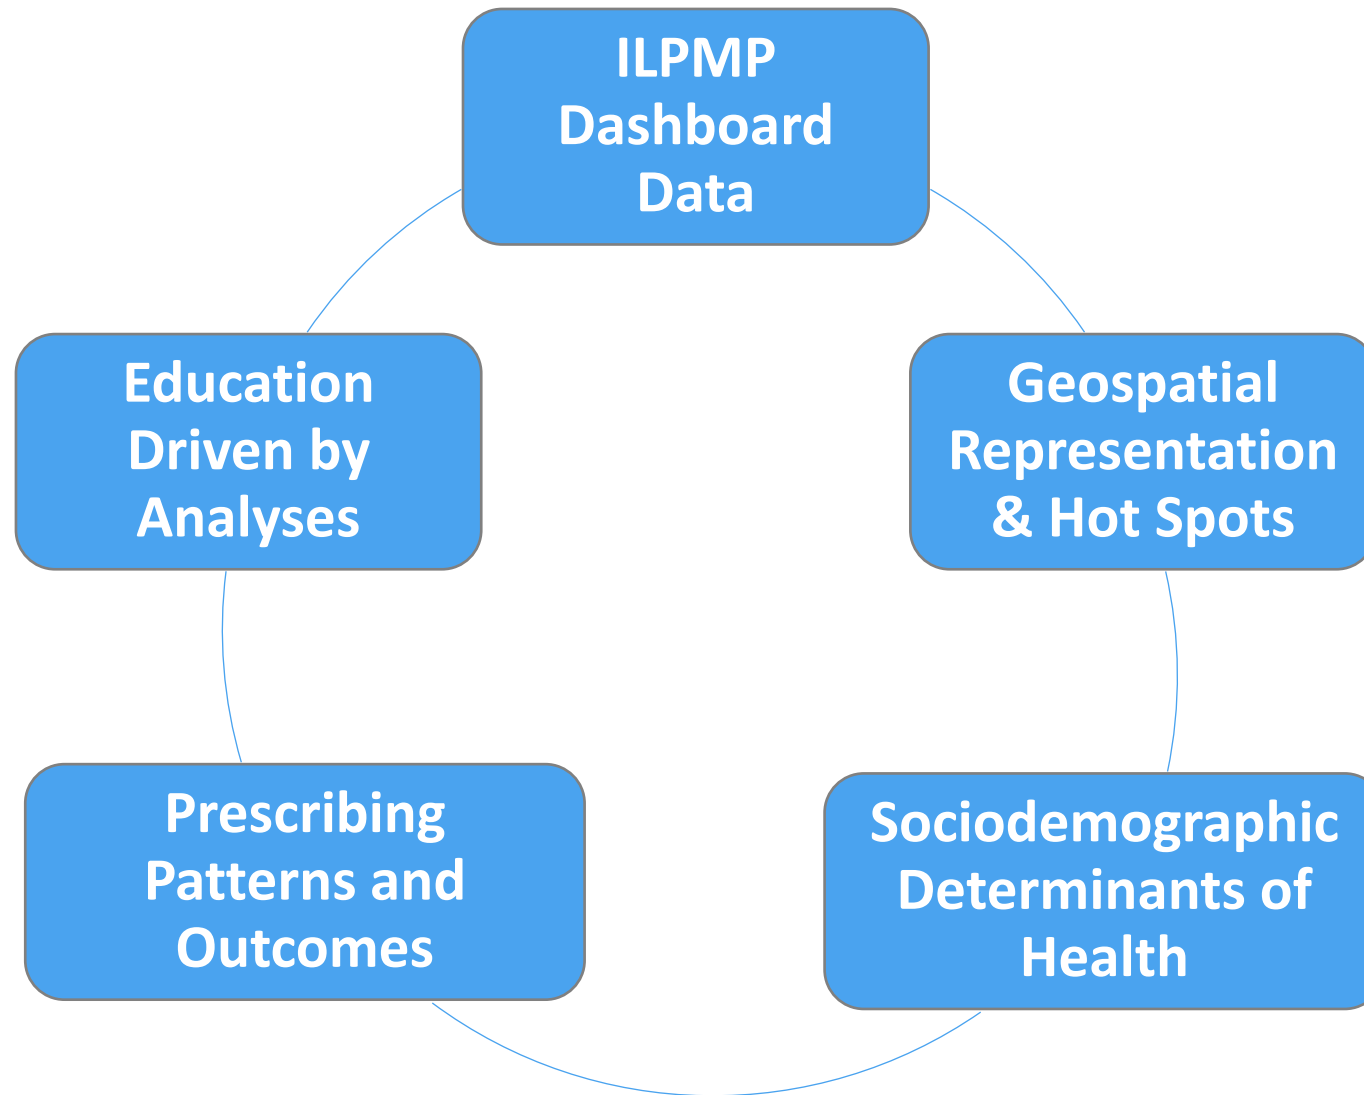 ILPMP
Dashboard
Data
Education
Driven by
Analyses
Geospatial
Representation
& Hot Spots
Prescribing
Patterns and
Outcomes
Sociodemographic
Determinants of
Health